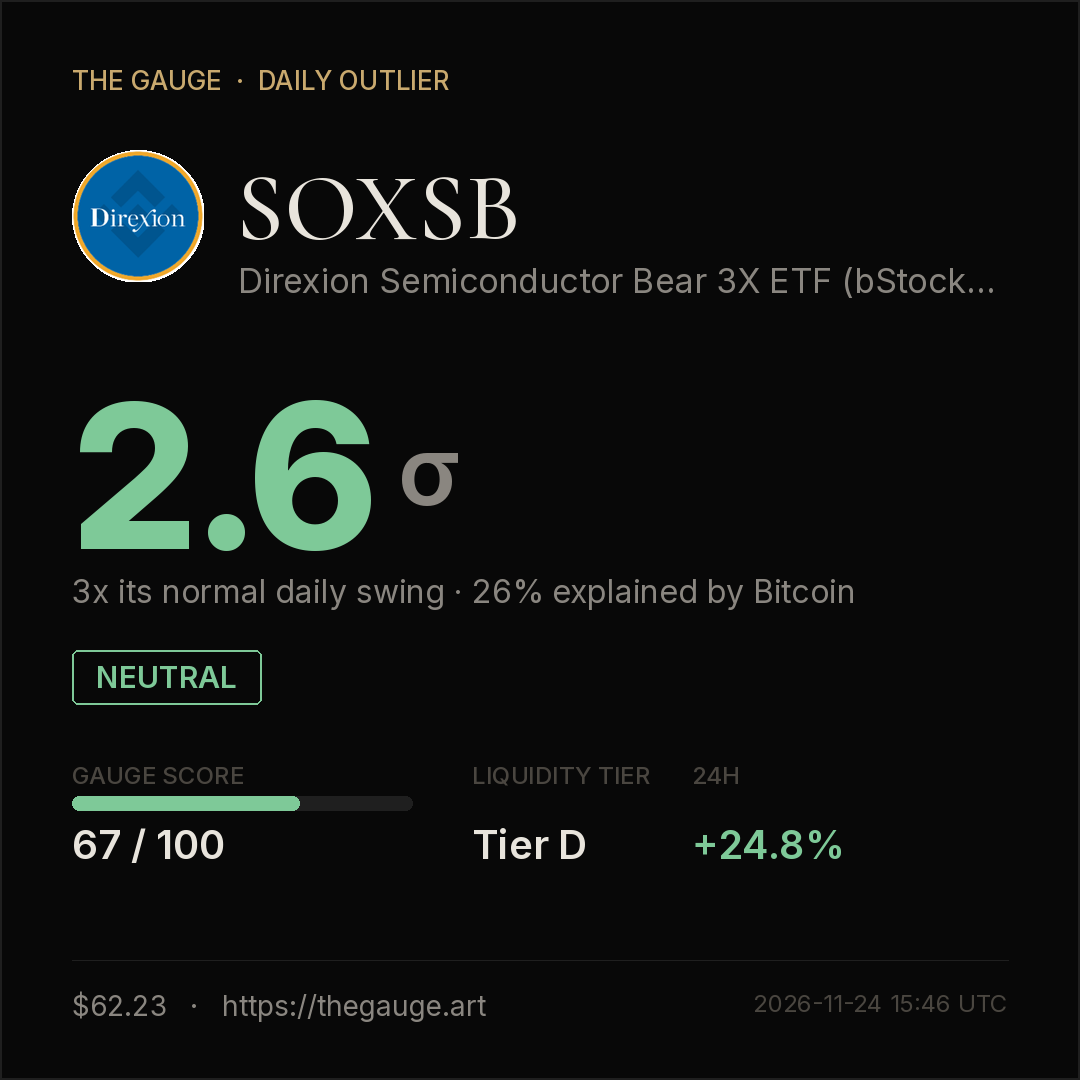 THE GAUGE · DAILY OUTLIER
Direxion
SOXSB
Direxion Semiconductor Bear 3X ETF (bStock...
2.6 σ
3x its normal daily swing · 26% explained by Bitcoin
NEUTRAL
GAUGE SCORE LIQUIDITY TIER 24H
67 / 100 Tier D +24.8%
$62.23 · https://thegauge.art 2026-11-24 15:46 UTC